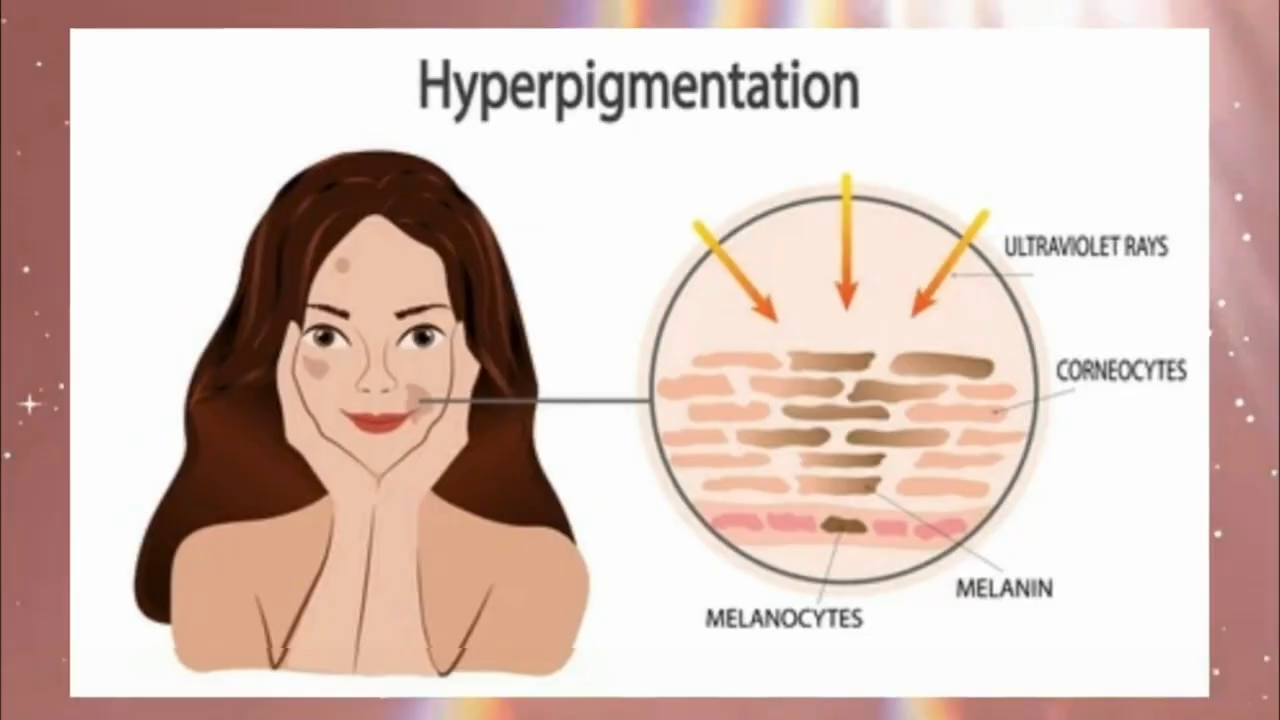 Hyperpigmentation
ULTRAVIOLET RAYS
CORNEOCYTES
MELANIN
MELANOCYTES